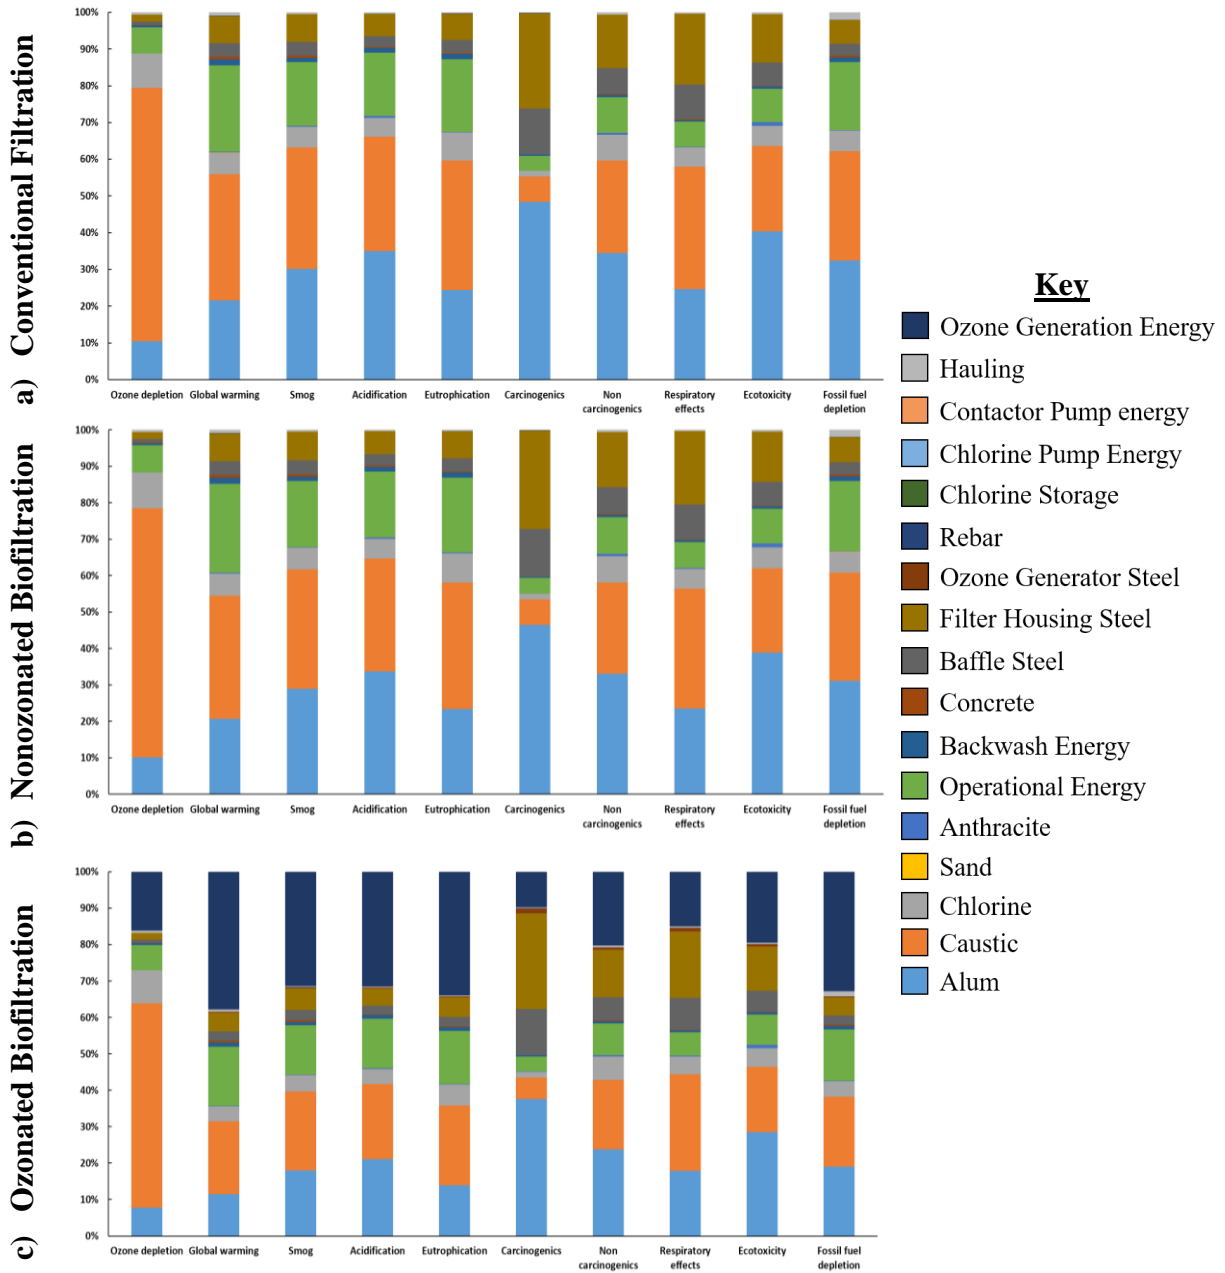 a) Conventional Filtration
100%
90%
80%
70%
60%
50%
40%
30%
20%
10%
0%
Ozone depletion Global warming Smog Acidification Eutrophication Carcinogenics Non carcinogenics Respiratory effects Ecotoxicity Fossil fuel depletion
b) Nonozonated Biofiltration
100%
90%
80%
70%
60%
50%
40%
30%
20%
10%
0%
Ozone depletion Global warming Smog Acidification Eutrophication Carcinogenics Non carcinogenics Respiratory effects Ecotoxicity Fossil fuel depletion
c) Ozonated Biofiltration
100%
90%
80%
70%
60%
50%
40%
30%
20%
10%
0%
Ozone depletion Global warming Smog Acidification Eutrophication Carcinogenics Non carcinogenics Respiratory effects Ecotoxicity Fossil fuel depletion
Key
Ozone Generation Energy
Hauling
Contactor Pump energy
Chlorine Pump Energy
Chlorine Storage
Rebar
Ozone Generator Steel
Filter Housing Steel
Baffle Steel
Concrete
Backwash Energy
Operational Energy
Anthracite
Sand
Chlorine
Caustic
Alum